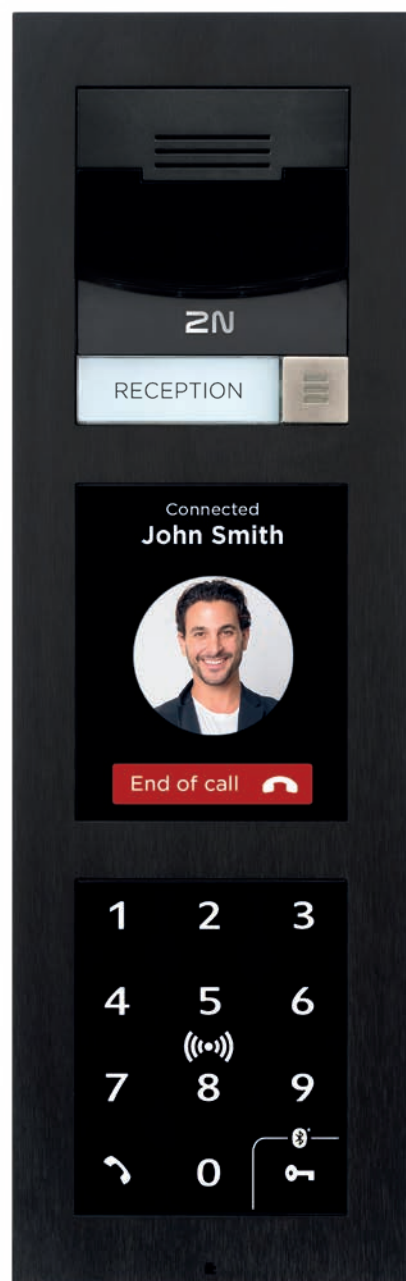 2N
RECEPTION
Connected
John Smith
End of call
1 2 3
4 5 6
7 8 9
0